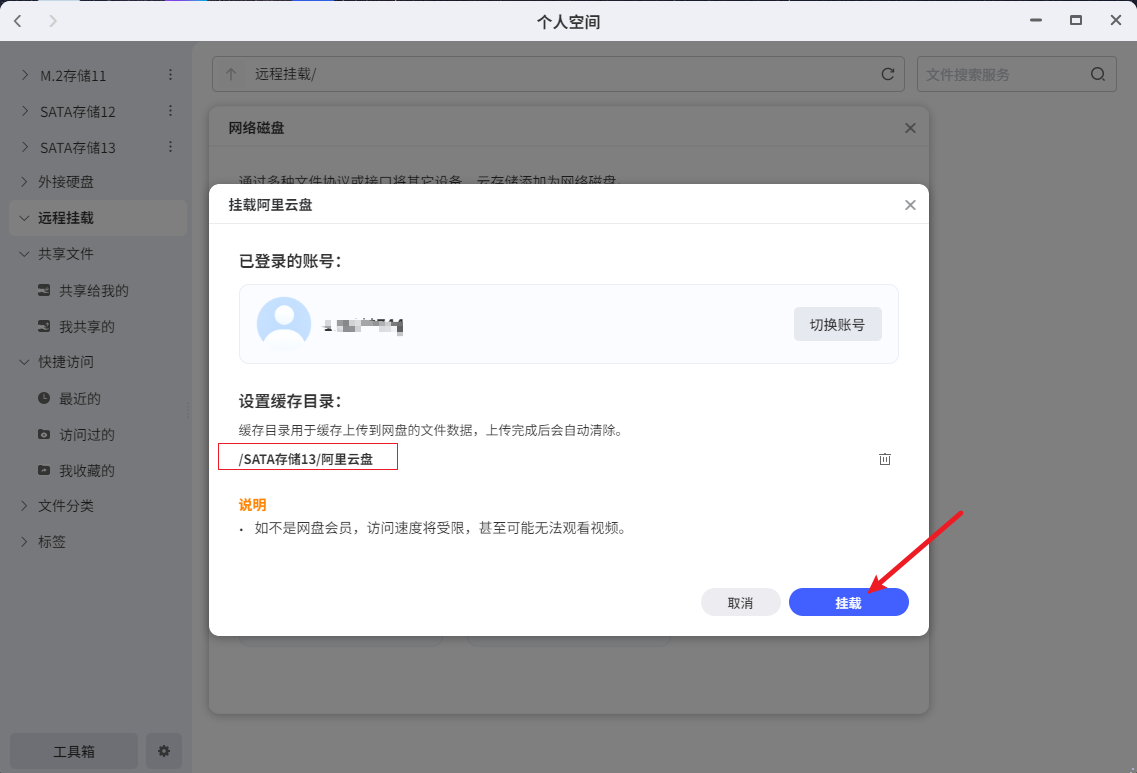 个人空间
M.2存储11
SATA存储12
SATA存储13
外接硬盘
远程挂载
共享文件
共享给我的
我共享的
快捷访问
最近的
访问过的
我收藏的
文件分类
标签
工具箱
远程挂载/
文件搜索服务
网络磁盘
通过多种文件协议或接口将其它设备、云存储添加为网络磁盘。
挂载阿里云盘
已登录的账号：
切换账号
设置缓存目录：
缓存目录用于缓存上传到网盘的文件数据，上传完成后会自动清除。
/SATA存储13/阿里云盘
说明
• 如不是网盘会员，访问速度将受限，甚至可能无法观看视频。
取消
挂载